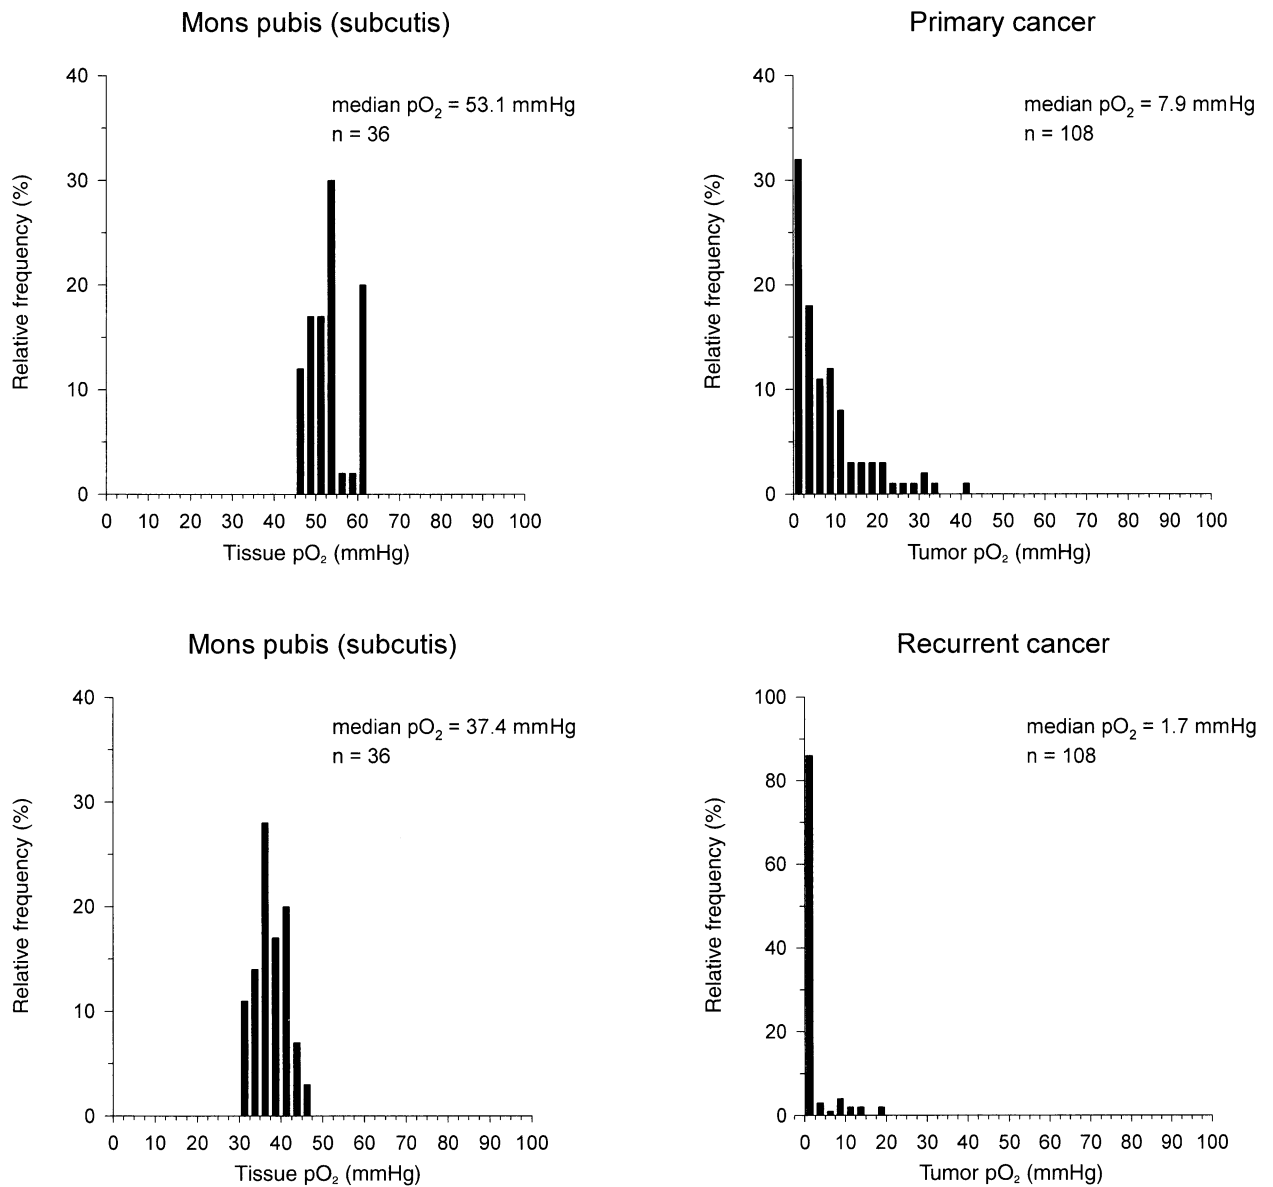 Mons pubis (subcutis)
median pO₂ = 53.1 mmHg
n = 36
Relative frequency (%)
40
30
20
10
0
0 10 20 30 40 50 60 70 80 90 100
Tissue pO₂ (mmHg)
Primary cancer
median pO₂ = 7.9 mmHg
n = 108
Relative frequency (%)
40
30
20
10
0
0 10 20 30 40 50 60 70 80 90 100
Tumor pO₂ (mmHg)
Mons pubis (subcutis)
median pO₂ = 37.4 mmHg
n = 36
Relative frequency (%)
40
30
20
10
0
0 10 20 30 40 50 60 70 80 90 100
Tissue pO₂ (mmHg)
Recurrent cancer
median pO₂ = 1.7 mmHg
n = 108
Relative frequency (%)
100
80
60
40
20
0
0 10 20 30 40 50 60 70 80 90 100
Tumor pO₂ (mmHg)